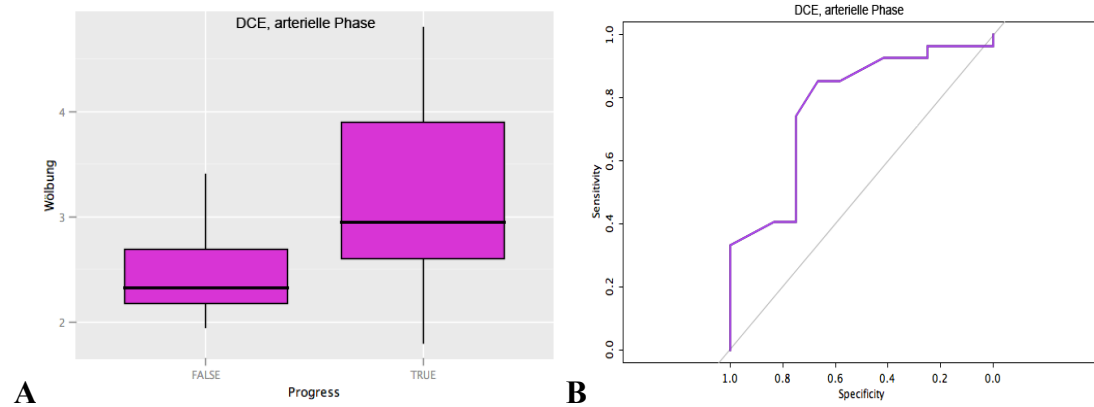 DCE, arterielle Phase
4
3
2
Wölbung
FALSE
TRUE
Progress
A
DCE, arterielle Phase
1.0
0.8
0.6
0.4
0.2
0.0
Sensitivity
1.0 0.8 0.6 0.4 0.2 0.0
Specificity
B